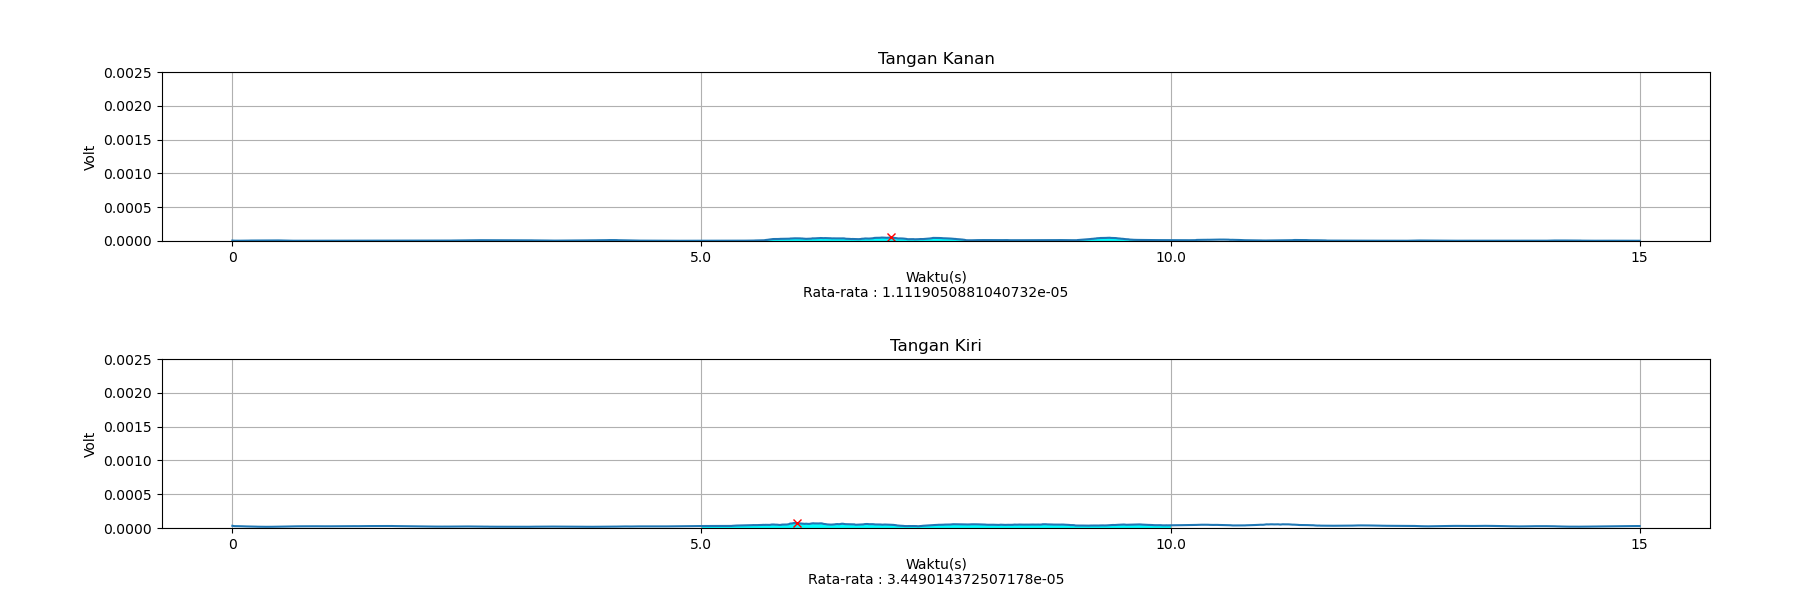 Tangan Kanan
0.0025
0.0020
0.0015
0.0010
0.0005
0.0000
Volt
0 5.0 10.0 15
Waktu(s)
Rata-rata : 1.1119050881040732e-05
Tangan Kiri
0.0025
0.0020
0.0015
0.0010
0.0005
0.0000
Volt
0 5.0 10.0 15
Waktu(s)
Rata-rata : 3.449014372507178e-05